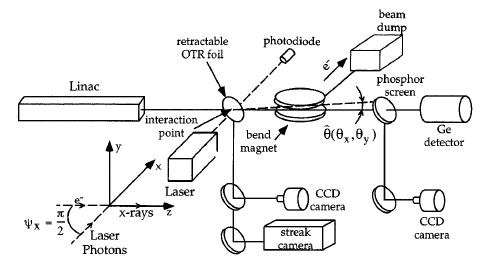 beam
dump
retractable
OTR foil
photodiode
e⁻
phosphor
screen
Linac
interaction
point
bend
magnet
θ̂(θx,θy)
Ge
detector
y
x
Laser
e⁻
x-rays
z
ψx = π/2
Laser
Photons
CCD
camera
streak
camera
CCD
camera